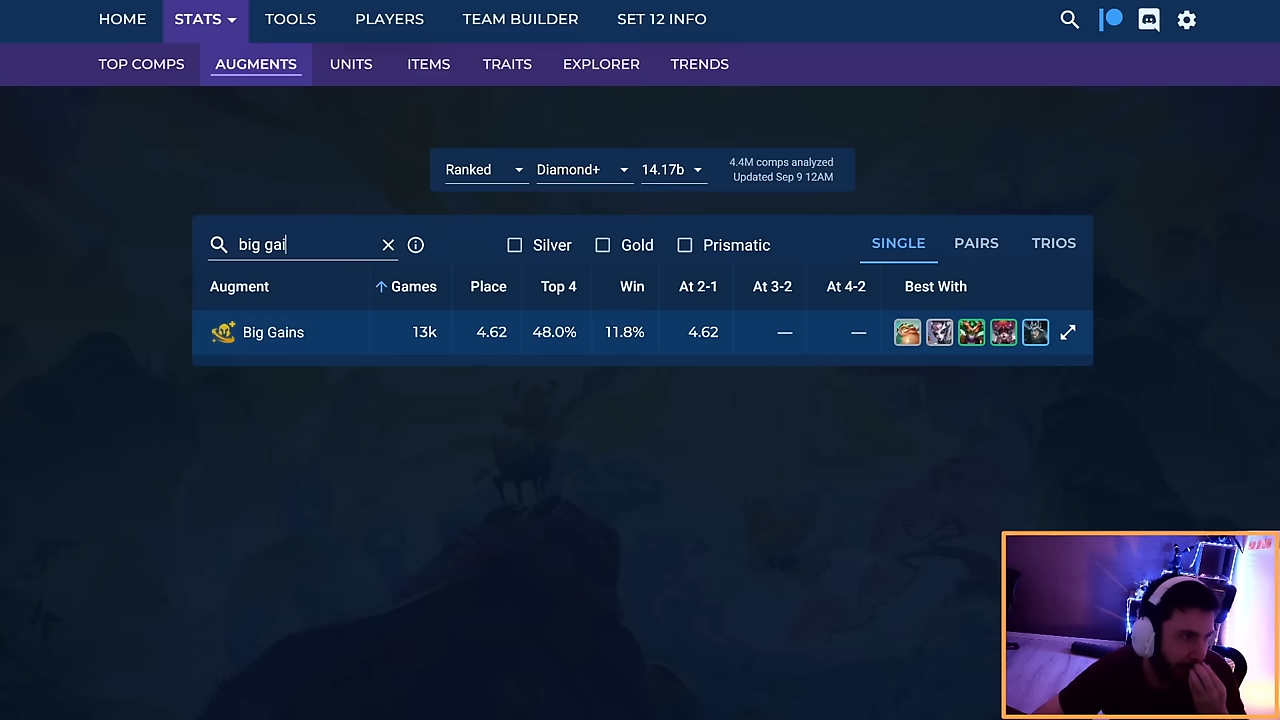 HOME STATS TOOLS PLAYERS TEAM BUILDER SET 12 INFO
TOP COMPS AUGMENTS UNITS ITEMS TRAITS EXPLORER TRENDS
Ranked Diamond+ 14.17b
4.4M comps analyzed
Updated Sep 9 12AM
big gai
Silver Gold Prismatic
SINGLE PAIRS TRIOS
Augment Games Place Top 4 Win At 2-1 At 3-2 At 4-2 Best With
Big Gains 13k 4.62 48.0% 11.8% 4.62 — —